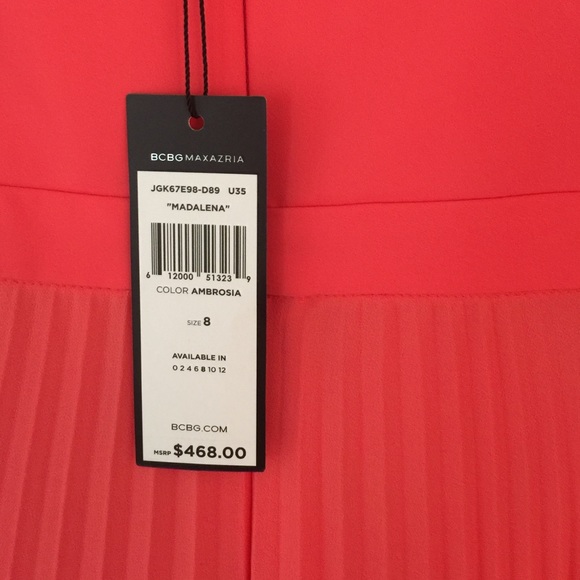 BCBGMAXAZRIA
JGK67E98-D89 U35
"MADALENA"
6 12000 51323 9
COLOR AMBROSIA
SIZE 8
AVAILABLE IN
0 2 4 6 8 10 12
BCBG.COM
MSRP $468.00